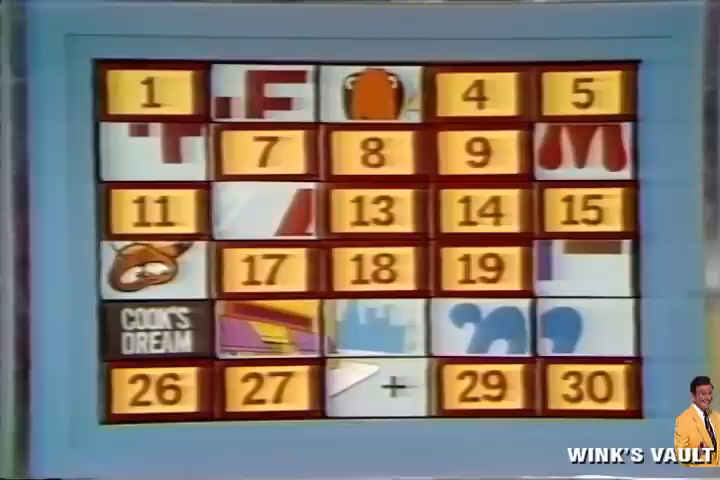 1 F 4 5
7 8 9
11 13 14 15
17 18 19
COOK'S
DREAM
26 27 + 29 30
WINK'S VAULT